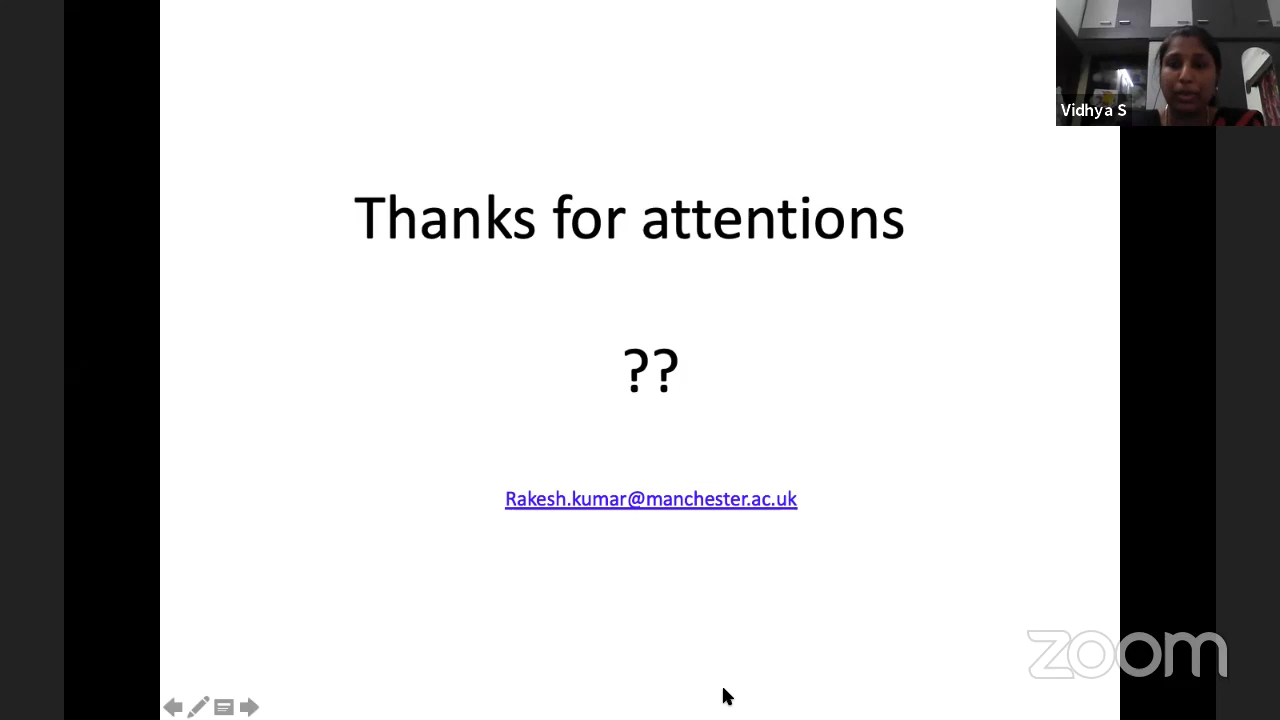 Vidhya S
Thanks for attentions
??
Rakesh.kumar@manchester.ac.uk
zoom